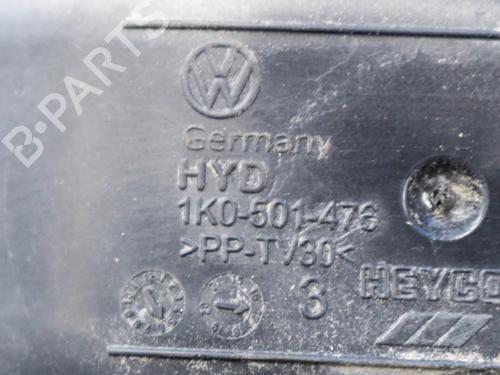 B-PARTS
Germany
HYD
1K0-501-476
>PP-TV30<
3
HEYCO